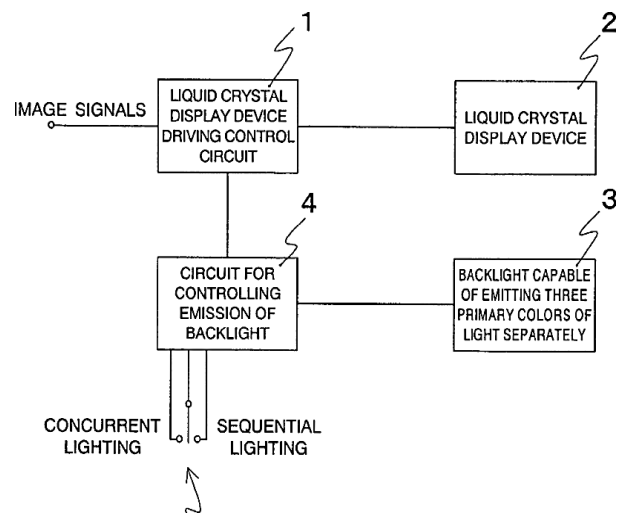 1
2
IMAGE SIGNALS
LIQUID CRYSTAL
DISPLAY DEVICE
DRIVING CONTROL
CIRCUIT
LIQUID CRYSTAL
DISPLAY DEVICE
4
3
CIRCUIT FOR
CONTROLLING
EMISSION OF
BACKLIGHT
BACKLIGHT CAPABLE
OF EMITTING THREE
PRIMARY COLORS OF
LIGHT SEPARATELY
CONCURRENT
LIGHTING
SEQUENTIAL
LIGHTING